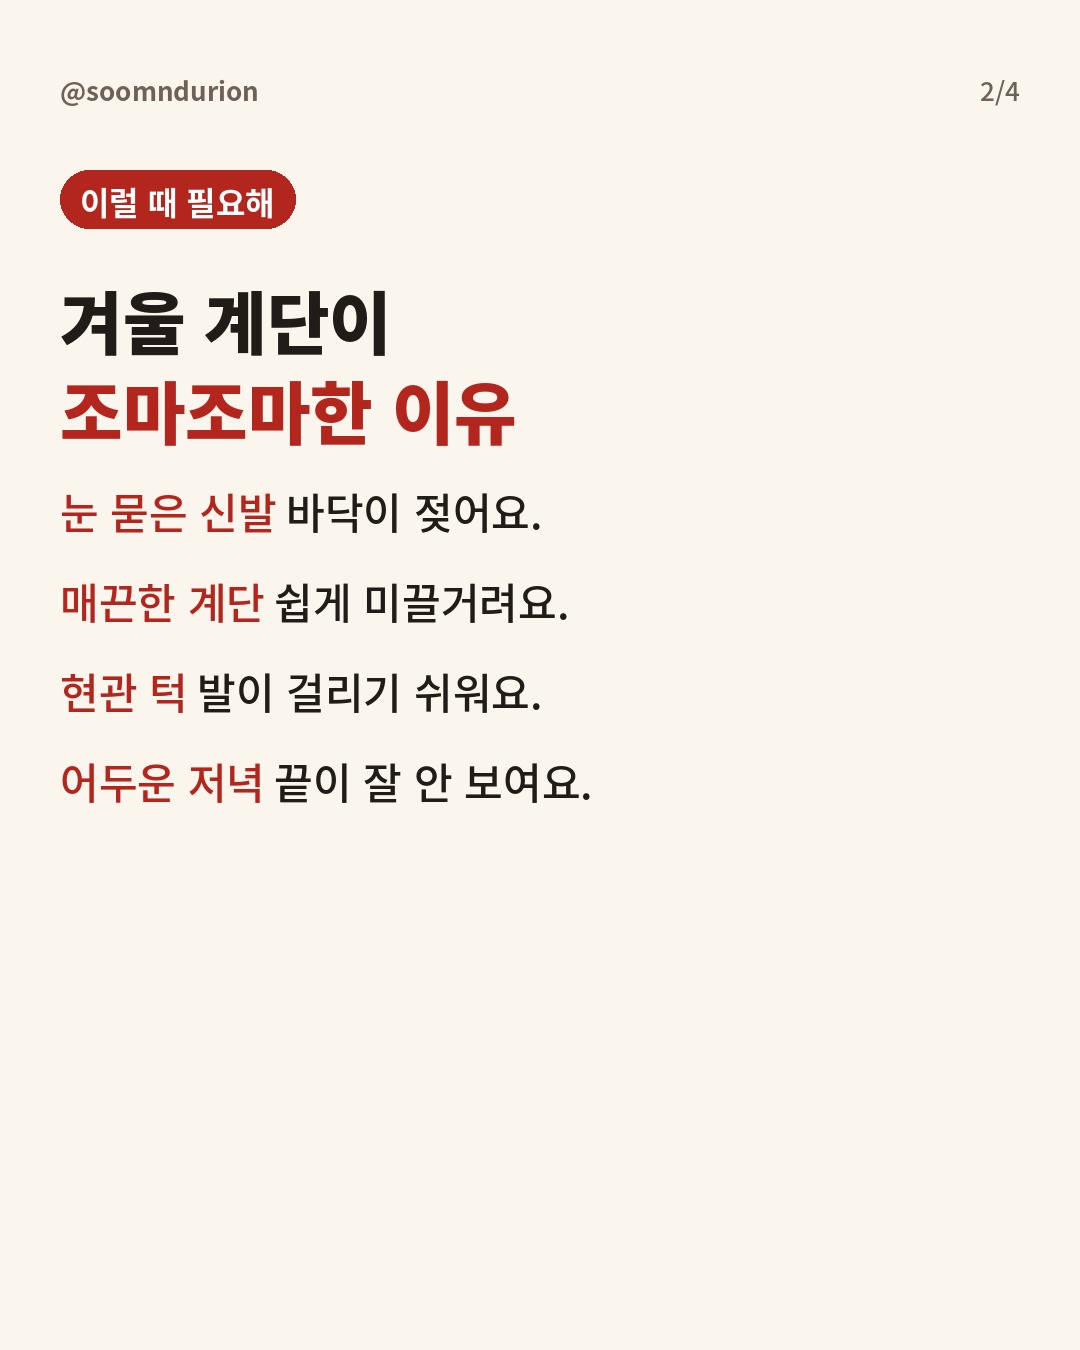 @soomndurion
2/4
이럴 때 필요해
겨울 계단이
조마조마한 이유
눈 묻은 신발 바닥이 젖어요.
매끈한 계단 쉽게 미끌거려요.
현관 턱 발이 걸리기 쉬워요.
어두운 저녁 끝이 잘 안 보여요.